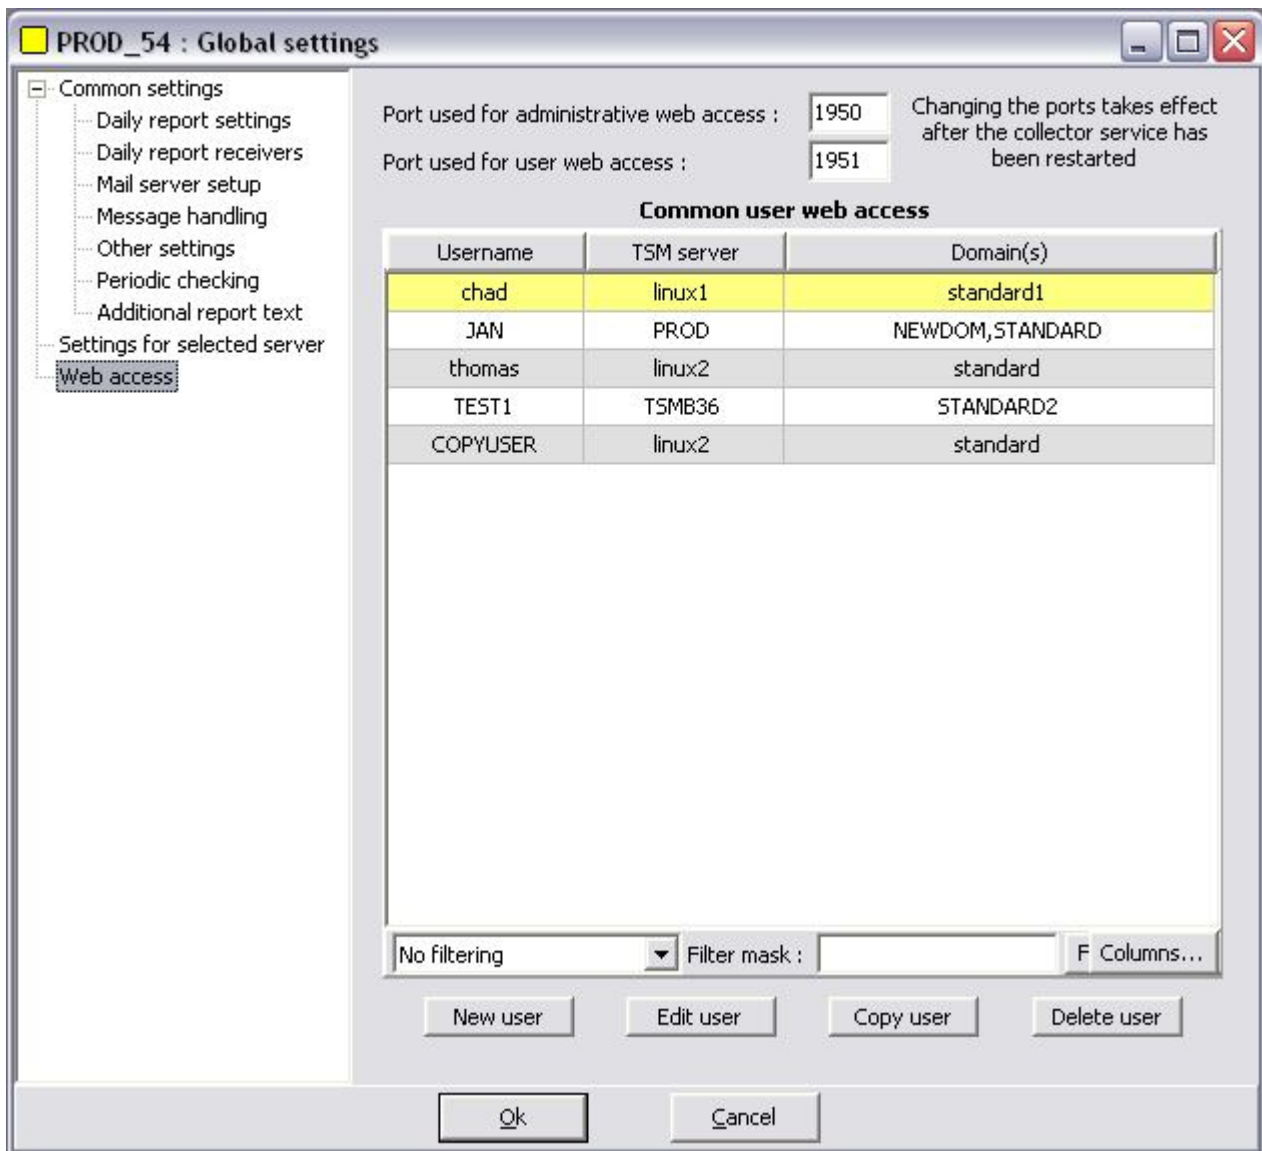 PROD_54 : Global settings
Common settings
Daily report settings
Daily report receivers
Mail server setup
Message handling
Other settings
Periodic checking
Additional report text
Settings for selected server
Web access
Port used for administrative web access : 1950
Port used for user web access : 1951
Changing the ports takes effect
after the collector service has
been restarted
Common user web access
Username TSM server Domain(s)
chad linux1 standard1
JAN PROD NEWDOM,STANDARD
thomas linux2 standard
TEST1 TSMB36 STANDARD2
COPYUSER linux2 standard
No filtering Filter mask : F Columns...
New user Edit user Copy user Delete user
Ok Cancel